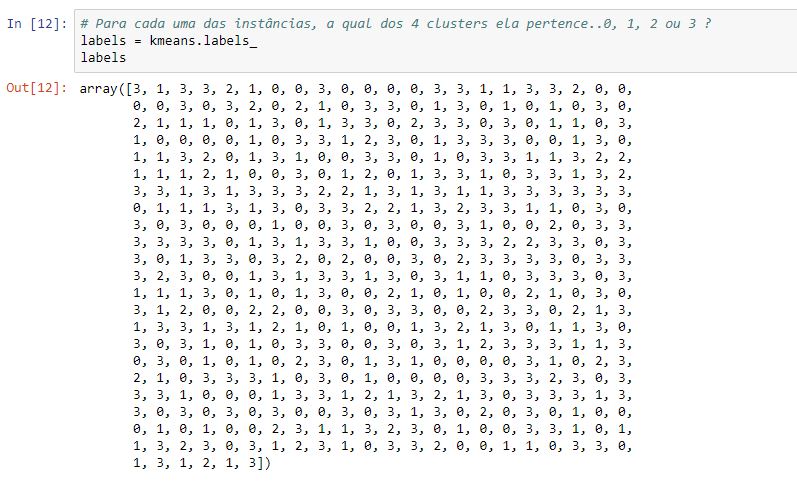 In [12]: # Para cada uma das instâncias, a qual dos 4 clusters ela pertence..0, 1, 2 ou 3 ?
labels = kmeans.labels_
labels
Out[12]: array([3, 1, 3, 3, 2, 1, 0, 0, 3, 0, 0, 0, 0, 3, 3, 1, 1, 3, 3, 2, 0, 0,
0, 0, 3, 0, 3, 2, 0, 2, 1, 0, 3, 3, 0, 1, 3, 0, 1, 0, 1, 0, 3, 0,
2, 1, 1, 1, 0, 1, 3, 0, 1, 3, 3, 0, 2, 3, 3, 0, 3, 0, 1, 1, 0, 3,
1, 0, 0, 0, 0, 1, 0, 3, 3, 1, 2, 3, 0, 1, 3, 3, 3, 0, 0, 1, 3, 0,
1, 1, 3, 2, 0, 1, 3, 1, 0, 0, 3, 3, 0, 1, 0, 3, 3, 1, 1, 3, 2, 2,
1, 1, 1, 2, 1, 0, 0, 3, 0, 1, 2, 0, 1, 3, 3, 1, 0, 3, 3, 1, 3, 2,
3, 3, 1, 3, 1, 3, 3, 3, 2, 2, 1, 3, 1, 3, 1, 1, 3, 3, 3, 3, 3, 3,
0, 1, 1, 1, 3, 1, 3, 0, 3, 3, 2, 2, 1, 3, 2, 3, 3, 1, 1, 0, 3, 0,
3, 0, 3, 0, 0, 0, 1, 0, 0, 3, 0, 3, 0, 0, 3, 1, 0, 0, 2, 0, 3, 3,
3, 3, 3, 3, 0, 1, 3, 1, 3, 3, 1, 0, 0, 3, 3, 3, 2, 2, 3, 3, 0, 3,
3, 0, 1, 3, 3, 0, 3, 2, 0, 2, 0, 0, 3, 0, 2, 3, 3, 3, 3, 0, 3, 3,
3, 2, 3, 0, 0, 1, 3, 1, 3, 3, 1, 3, 0, 3, 1, 1, 0, 3, 3, 3, 0, 3,
1, 1, 1, 3, 0, 1, 0, 1, 3, 0, 0, 2, 1, 0, 1, 0, 0, 2, 1, 0, 3, 0,
3, 1, 2, 0, 0, 2, 2, 0, 0, 3, 0, 3, 3, 0, 0, 2, 3, 3, 0, 2, 1, 3,
1, 3, 3, 1, 3, 1, 2, 1, 0, 1, 0, 0, 1, 3, 2, 1, 3, 0, 1, 1, 3, 0,
3, 0, 3, 1, 0, 1, 0, 3, 3, 0, 0, 3, 0, 3, 1, 2, 3, 3, 3, 1, 1, 3,
0, 3, 0, 1, 0, 1, 0, 2, 3, 0, 1, 3, 1, 0, 0, 0, 0, 3, 1, 0, 2, 3,
2, 1, 0, 3, 3, 3, 1, 0, 3, 0, 1, 0, 0, 0, 0, 3, 3, 3, 2, 3, 0, 3,
3, 3, 1, 0, 0, 0, 1, 3, 3, 1, 2, 1, 3, 2, 1, 3, 0, 3, 3, 3, 1, 3,
3, 0, 3, 0, 3, 0, 3, 0, 0, 3, 0, 3, 1, 3, 0, 2, 0, 3, 0, 1, 0, 0,
0, 1, 0, 1, 0, 0, 2, 3, 1, 1, 3, 2, 3, 0, 1, 0, 0, 3, 3, 1, 0, 1,
1, 3, 2, 3, 0, 3, 1, 2, 3, 1, 0, 3, 3, 2, 0, 0, 1, 1, 0, 3, 3, 0,
1, 3, 1, 2, 1, 3])